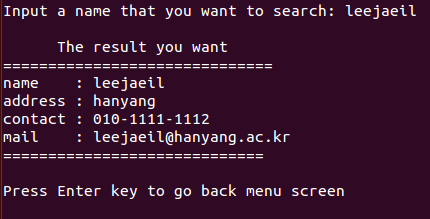 Input a name that you want to search: leejaeil
The result you want
==============================
name    : leejaeil
address : hanyang
contact : 010-1111-1112
mail    : leejaeil@hanyang.ac.kr
=============================
Press Enter key to go back menu screen